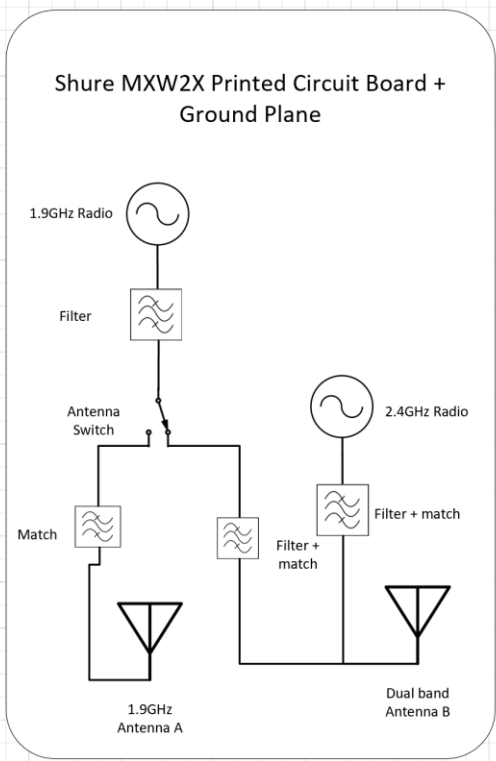 Shure MXW2X Printed Circuit Board +
Ground Plane
1.9GHz Radio
Filter
Antenna
Switch
2.4GHz Radio
Match
Filter +
match
Filter + match
1.9GHz
Antenna A
Dual band
Antenna B